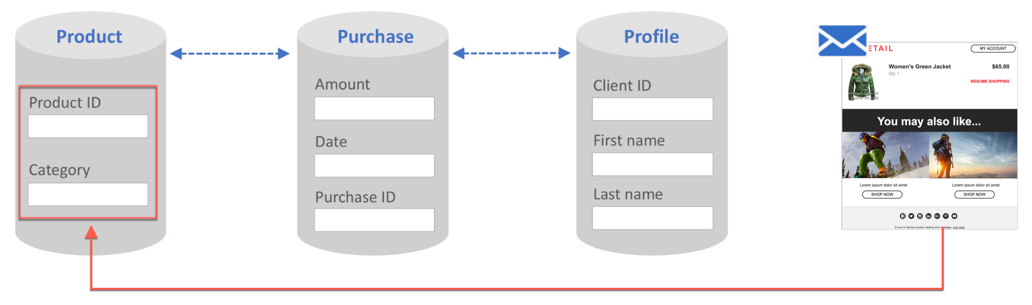 Product
Purchase
Profile
Product ID
Category
Amount
Date
Purchase ID
Client ID
First name
Last name
ETAIL
MY ACCOUNT
Women's Green Jacket
$65.00
Qty: 1
RESUME SHOPPING
You may also like...
Lorem ipsum dolor sit amet
Lorem ipsum dolor sit amet
SHOP NOW
SHOP NOW
click here